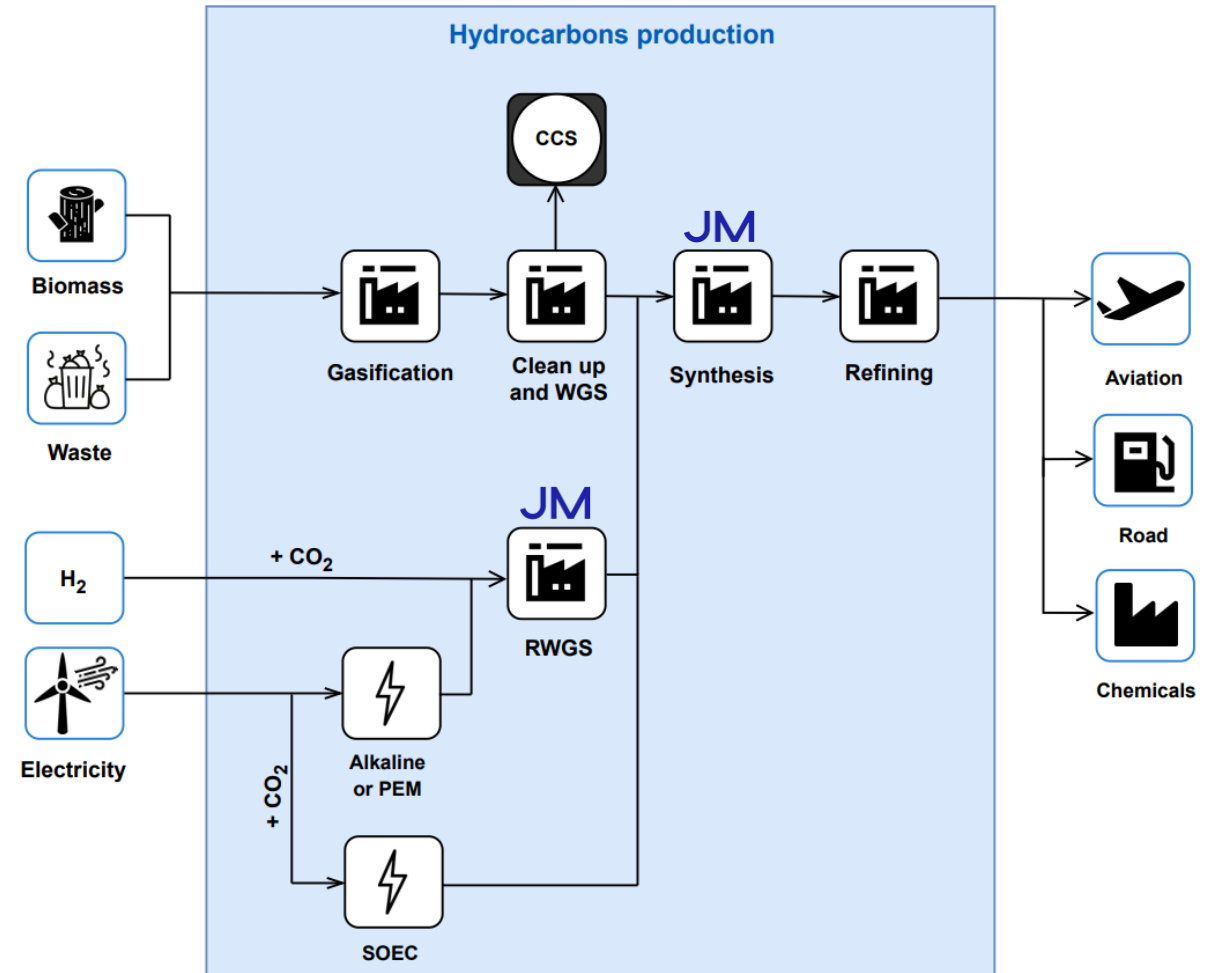 Hydrocarbons production
CCS
JM
Biomass
Gasification
Clean up
and WGS
Synthesis
Refining
Aviation
Waste
JM
Road
+ CO₂
H₂
RWGS
Chemicals
Electricity
Alkaline
or PEM
+ CO₂
SOEC